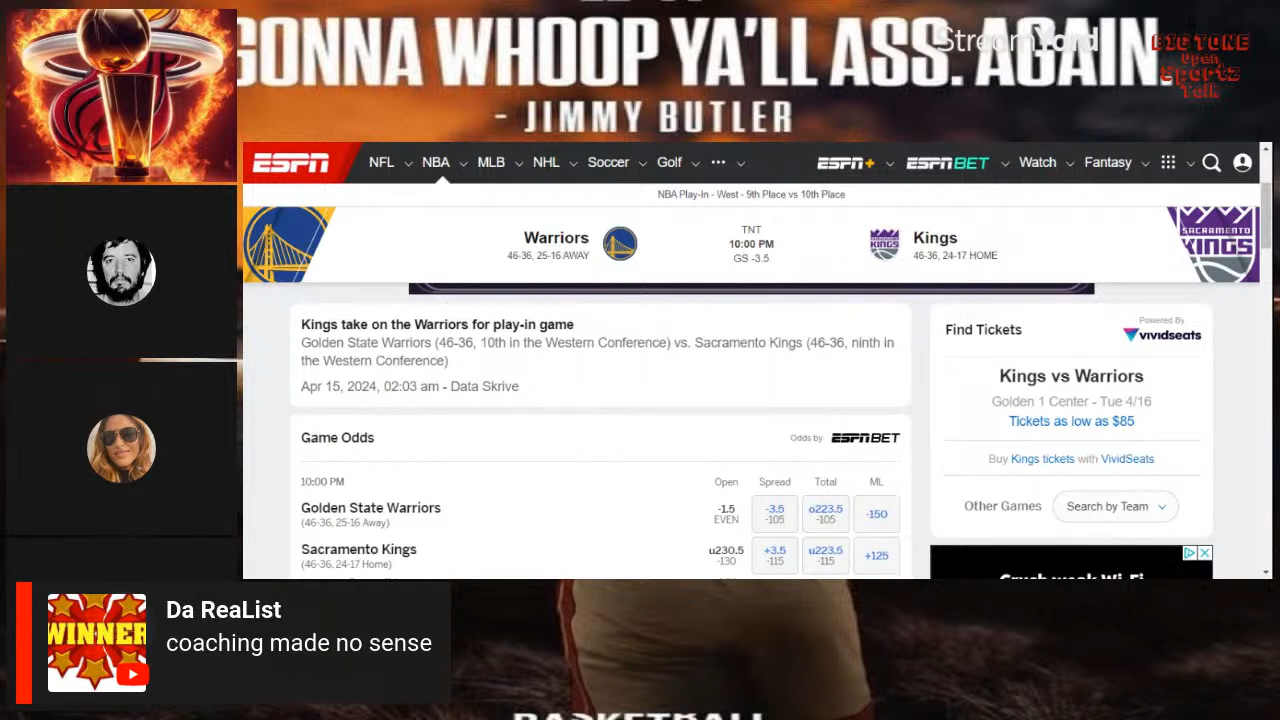 GONNA WHOOP YA'LL ASS. AGAIN.
- JIMMY BUTLER
StreamYard
BIG TONE
Open
Sportz
Talk
ESPN
NFL
NBA
MLB
NHL
Soccer
Golf
•••
ESPN+
ESPN BET
Watch
Fantasy
NBA Play-In - West - 9th Place vs 10th Place
Warriors
46-36, 25-16 AWAY
TNT
10:00 PM
GS -3.5
Kings
46-36, 24-17 HOME
SACRAMENTO
KINGS
Kings take on the Warriors for play-in game
Golden State Warriors (46-36, 10th in the Western Conference) vs. Sacramento Kings (46-36, ninth in
the Western Conference)
Apr 15, 2024, 02:03 am - Data Skrive
Game Odds
Odds by ESPN BET
10:00 PM
Open Spread Total ML
Golden State Warriors
(46-36, 25-16 Away)
-1.5 -3.5 o223.5 -150
EVEN -105 -105
Sacramento Kings
(46-36, 24-17 Home)
u230.5 +3.5 u223.5 +125
-130 -115 -115
Find Tickets
Powered By
vividseats
Kings vs Warriors
Golden 1 Center - Tue 4/16
Tickets as low as $85
Buy Kings tickets with VividSeats
Other Games
Search by Team
Crush weak Wi-Fi
WINNER
Da ReaList
coaching made no sense
BASKETBALL